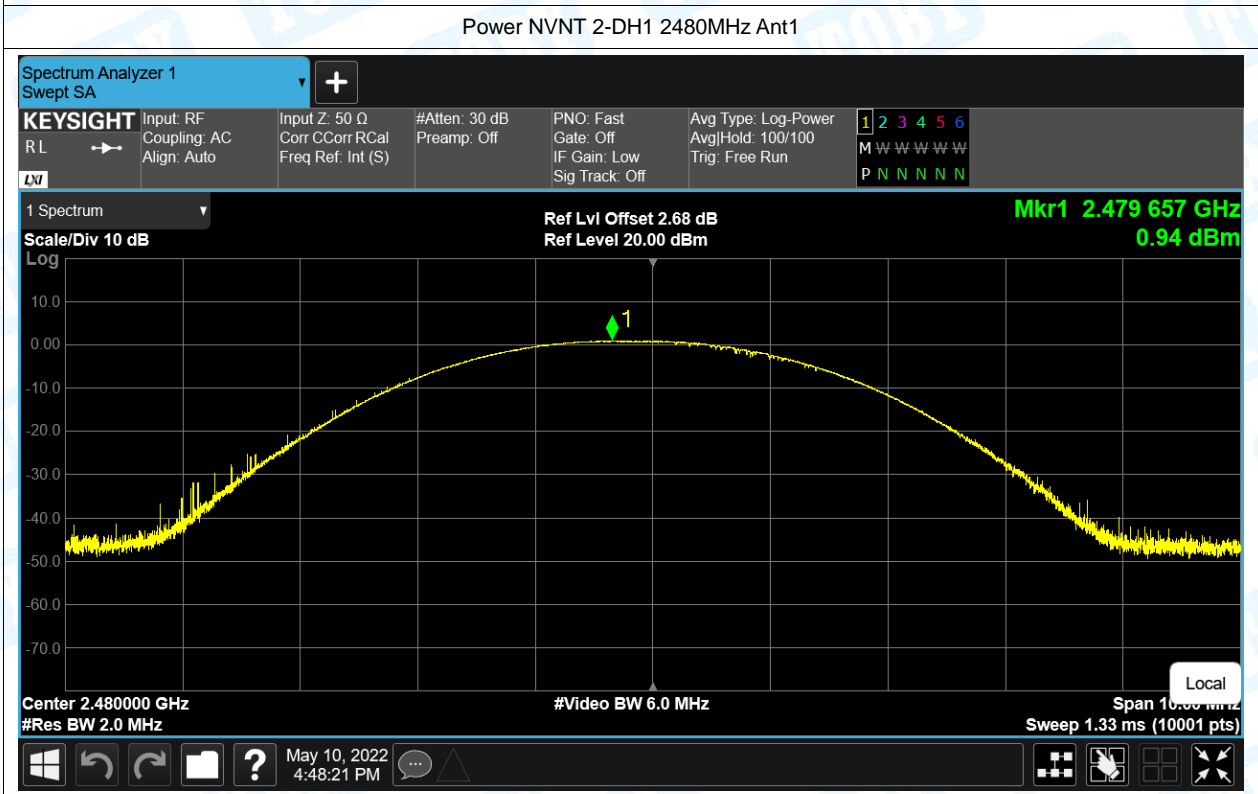 Power NVNT 2-DH1 2480MHz Ant1
Spectrum Analyzer 1
Swept SA
KEYSIGHT
R L
LXI
Input: RF
Coupling: AC
Align: Auto
Input Z: 50 Ω
Corr CCorr RCal
Freq Ref: Int (S)
#Atten: 30 dB
Preamp: Off
PNO: Fast
Gate: Off
IF Gain: Low
Sig Track: Off
Avg Type: Log-Power
Avg|Hold: 100/100
Trig: Free Run
1 2 3 4 5 6
M W W W W W
P N N N N N
1 Spectrum
Scale/Div 10 dB
Ref Lvl Offset 2.68 dB
Ref Level 20.00 dBm
Mkr1 2.479 657 GHz
0.94 dBm
Log
10.0
0.00
-10.0
-20.0
-30.0
-40.0
-50.0
-60.0
-70.0
1
Local
Center 2.480000 GHz
#Video BW 6.0 MHz
Span 10.00 MHz
#Res BW 2.0 MHz
Sweep 1.33 ms (10001 pts)
?
May 10, 2022
4:48:21 PM